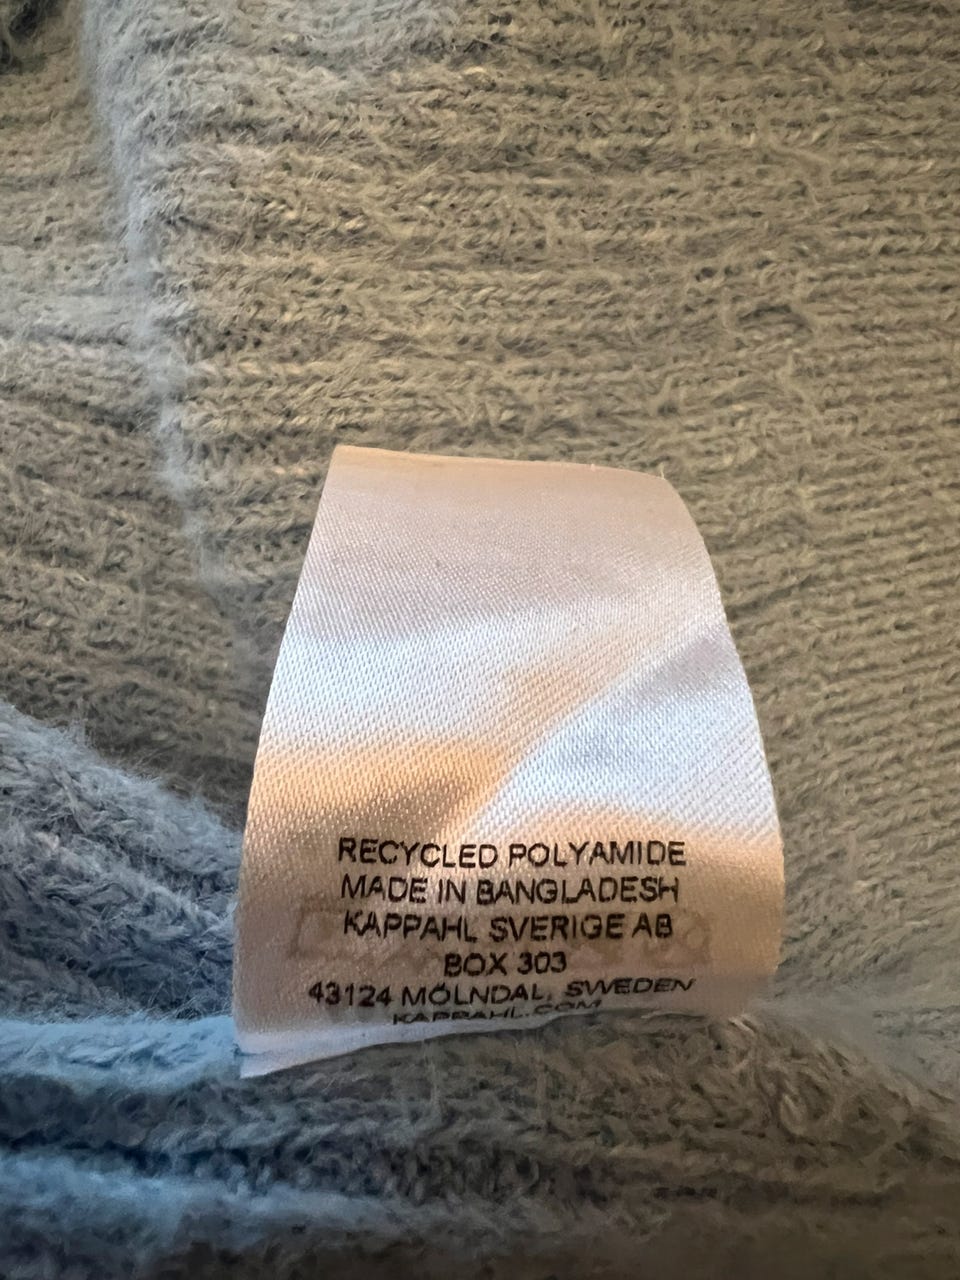 RECYCLED POLYAMIDE
MADE IN BANGLADESH
KAPPAHL SVERIGE AB
BOX 303
43124 MÖLNDAL, SWEDEN
KAPPAHL.COM